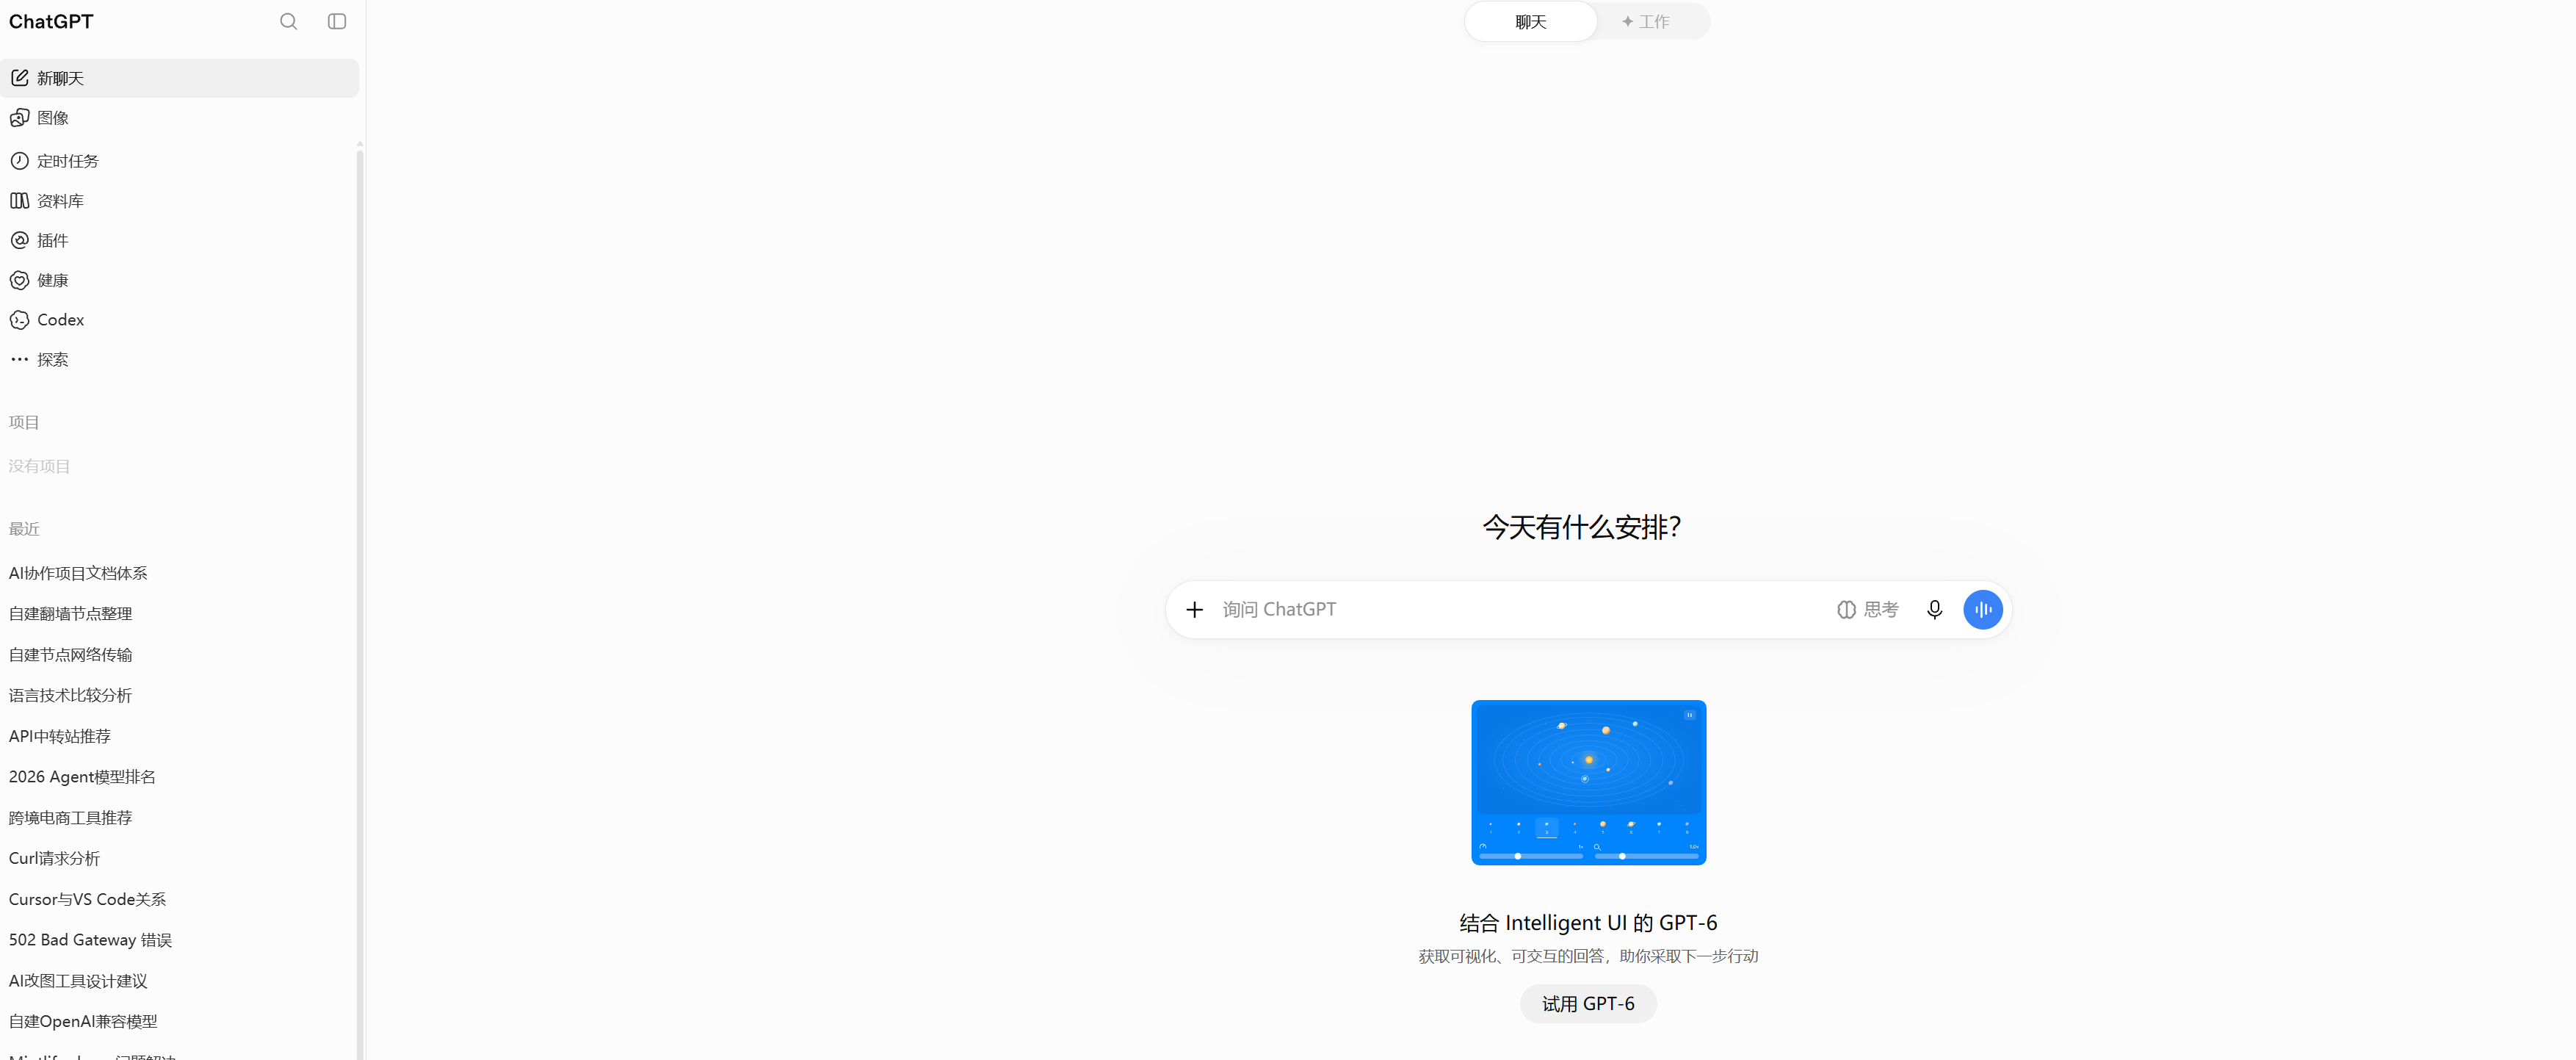 ChatGPT
新聊天
图像
定时任务
资料库
插件
健康
Codex
探索
项目
没有项目
最近
AI协作项目文档体系
自建翻墙节点整理
自建节点网络传输
语言技术比较分析
API中转站推荐
2026 Agent模型排名
跨境电商工具推荐
Curl请求分析
Cursor与VS Code关系
502 Bad Gateway 错误
AI改图工具设计建议
自建OpenAI兼容模型
聊天
工作
今天有什么安排？
询问 ChatGPT
思考
结合 Intelligent UI 的 GPT-6
获取可视化、可交互的回答，助你采取下一步行动
试用 GPT-6